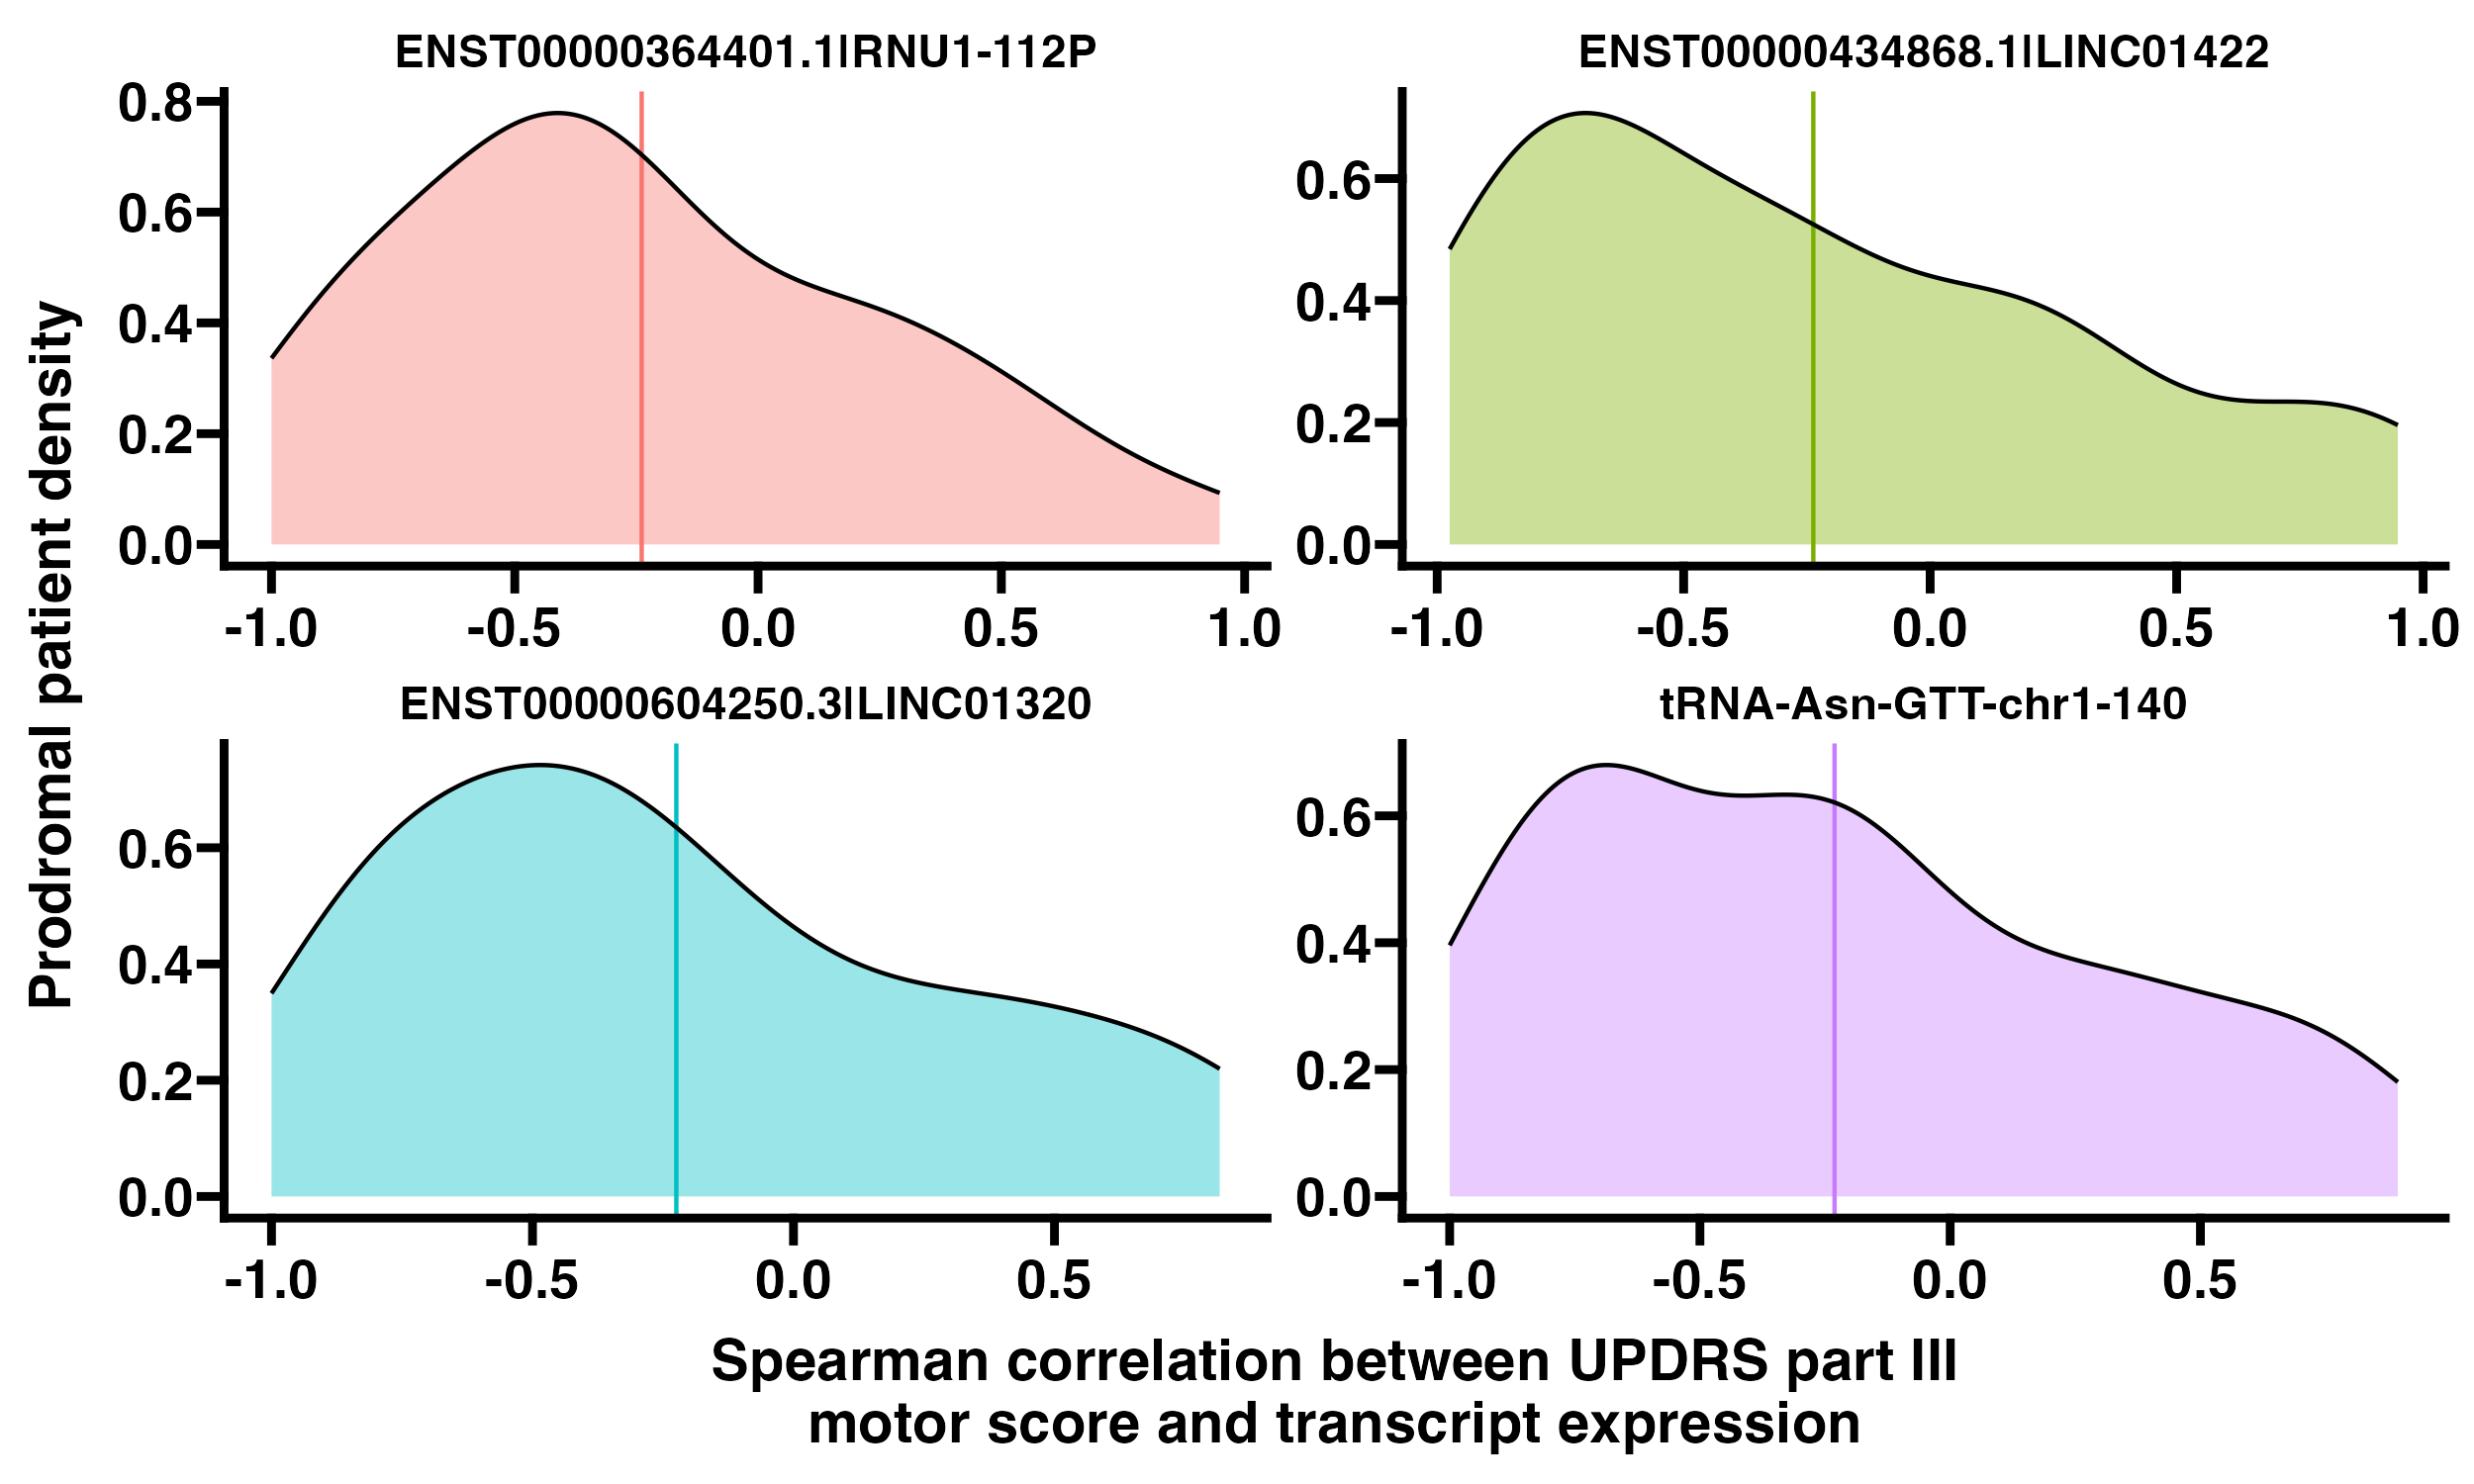 ENST00000364401.1|RNU1-112P
ENST00000434868.1|LINC01422
0.8
0.6
0.4
0.2
0.0
0.6
0.4
0.2
0.0
-1.0 -0.5 0.0 0.5 1.0
-1.0 -0.5 0.0 0.5 1.0
Prodromal patient density
ENST00000604250.3|LINC01320
tRNA-Asn-GTT-chr1-140
0.6
0.4
0.2
0.0
0.6
0.4
0.2
0.0
-1.0 -0.5 0.0 0.5
-1.0 -0.5 0.0 0.5
Spearman correlation between UPDRS part III
motor score and transcript expression